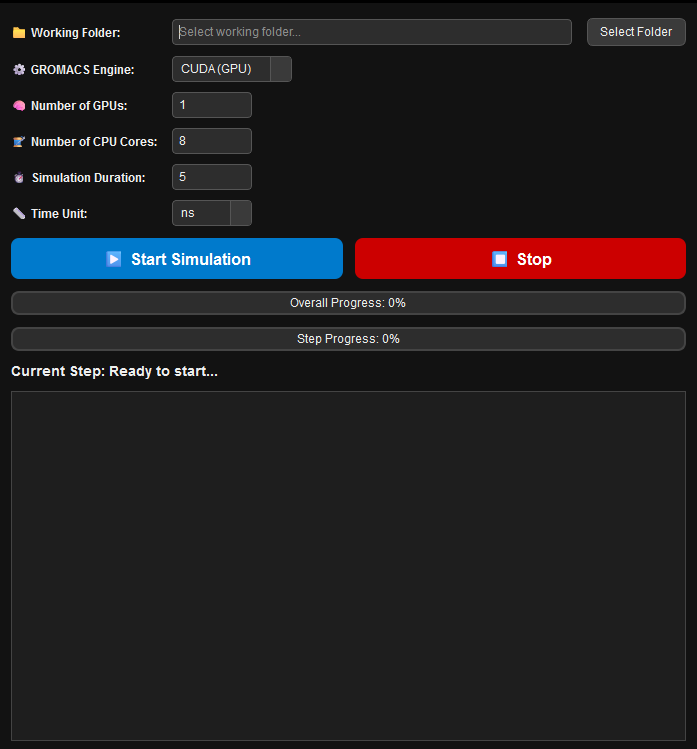 Working Folder: Select working folder... Select Folder
GROMACS Engine: CUDA (GPU)
Number of GPUs: 1
Number of CPU Cores: 8
Simulation Duration: 5
Time Unit: ns
Start Simulation Stop
Overall Progress: 0%
Step Progress: 0%
Current Step: Ready to start...